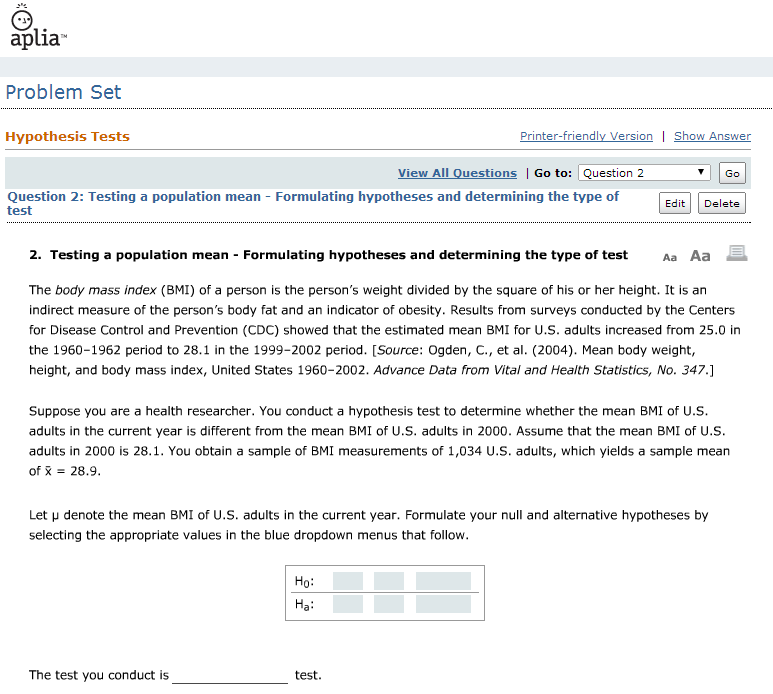 aplia™
Problem Set
Hypothesis Tests
Printer-friendly Version | Show Answer
View All Questions | Go to: Question 2 Go
Question 2: Testing a population mean - Formulating hypotheses and determining the type of
test
Edit Delete
2. Testing a population mean - Formulating hypotheses and determining the type of test
Aa Aa
The body mass index (BMI) of a person is the person's weight divided by the square of his or her height. It is an
indirect measure of the person's body fat and an indicator of obesity. Results from surveys conducted by the Centers
for Disease Control and Prevention (CDC) showed that the estimated mean BMI for U.S. adults increased from 25.0 in
the 1960–1962 period to 28.1 in the 1999–2002 period. [Source: Ogden, C., et al. (2004). Mean body weight,
height, and body mass index, United States 1960–2002. Advance Data from Vital and Health Statistics, No. 347.]
Suppose you are a health researcher. You conduct a hypothesis test to determine whether the mean BMI of U.S.
adults in the current year is different from the mean BMI of U.S. adults in 2000. Assume that the mean BMI of U.S.
adults in 2000 is 28.1. You obtain a sample of BMI measurements of 1,034 U.S. adults, which yields a sample mean
of x̄ = 28.9.
Let μ denote the mean BMI of U.S. adults in the current year. Formulate your null and alternative hypotheses by
selecting the appropriate values in the blue dropdown menus that follow.
H₀:
Hₐ:
The test you conduct is ______________ test.